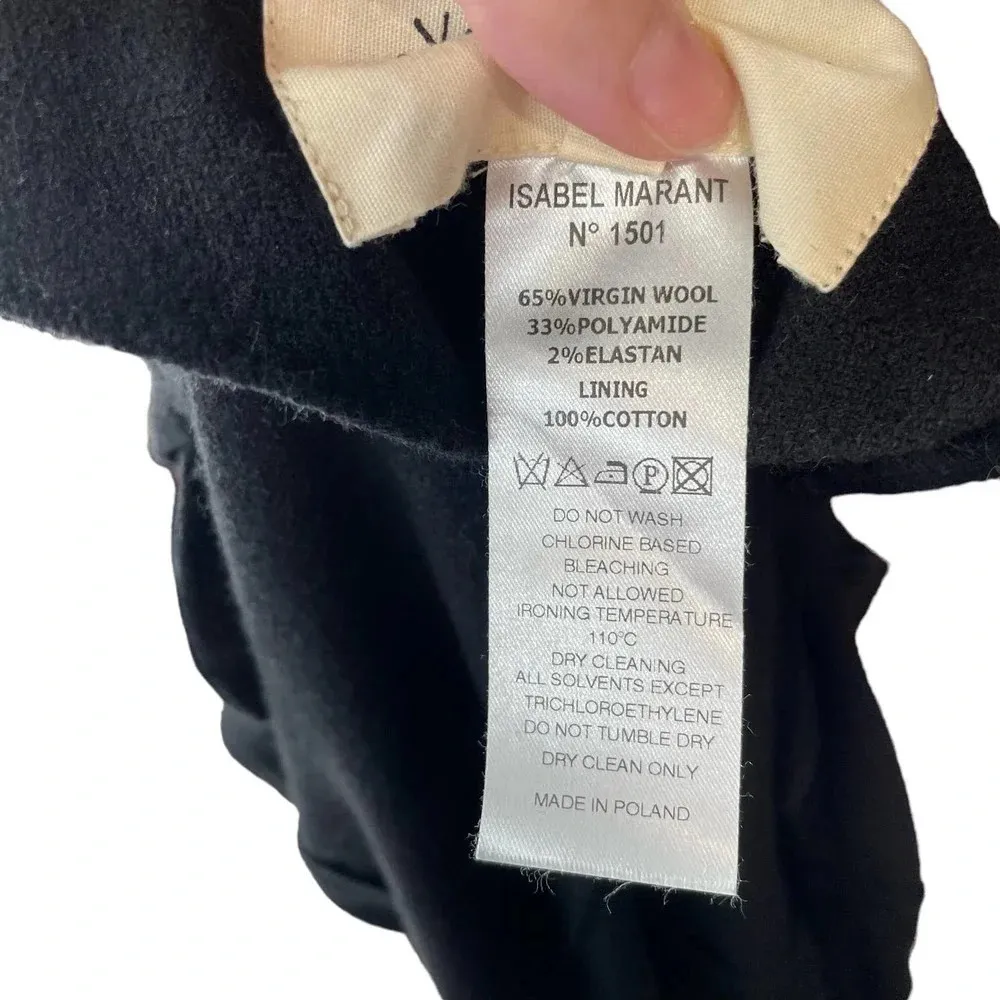 ISABEL MARANT
N° 1501
65%VIRGIN WOOL
33%POLYAMIDE
2%ELASTAN
LINING
100%COTTON
P
DO NOT WASH
CHLORINE BASED
BLEACHING
NOT ALLOWED
IRONING TEMPERATURE
110°C
DRY CLEANING
ALL SOLVENTS EXCEPT
TRICHLOROETHYLENE
DO NOT TUMBLE DRY
DRY CLEAN ONLY
MADE IN POLAND